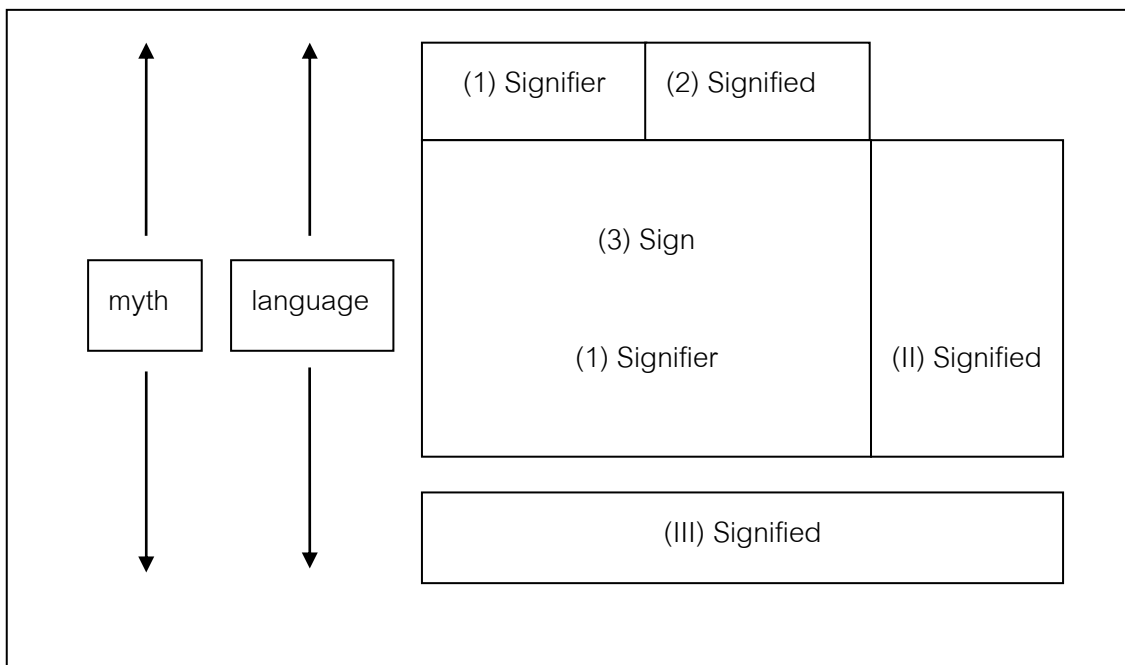 (1) Signifier
(2) Signified
(3) Sign
myth
language
(1) Signifier
(II) Signified
(III) Signified